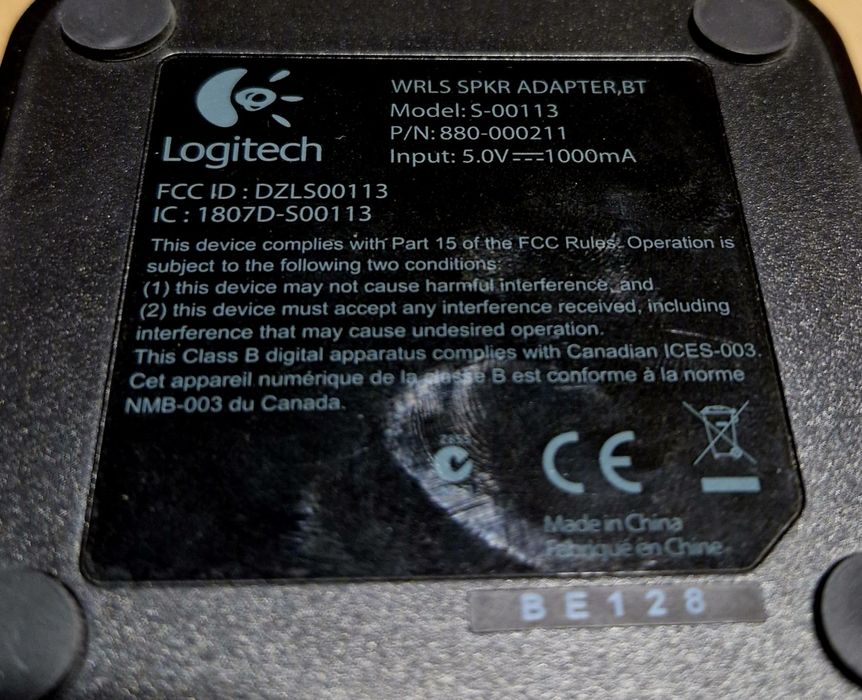 Logitech
WRLS SPKR ADAPTER,BT
Model: S-00113
P/N: 880-000211
Input: 5.0V⎓1000mA
FCC ID : DZLS00113
IC : 1807D-S00113
This device complies with Part 15 of the FCC Rules. Operation is
subject to the following two conditions:
(1) this device may not cause harmful interference, and
(2) this device must accept any interference received, including
interference that may cause undesired operation.
This Class B digital apparatus complies with Canadian ICES-003.
Cet appareil numérique de la classe B est conforme à la norme
NMB-003 du Canada.
CE
Made in China
Fabriqué en Chine
BE128